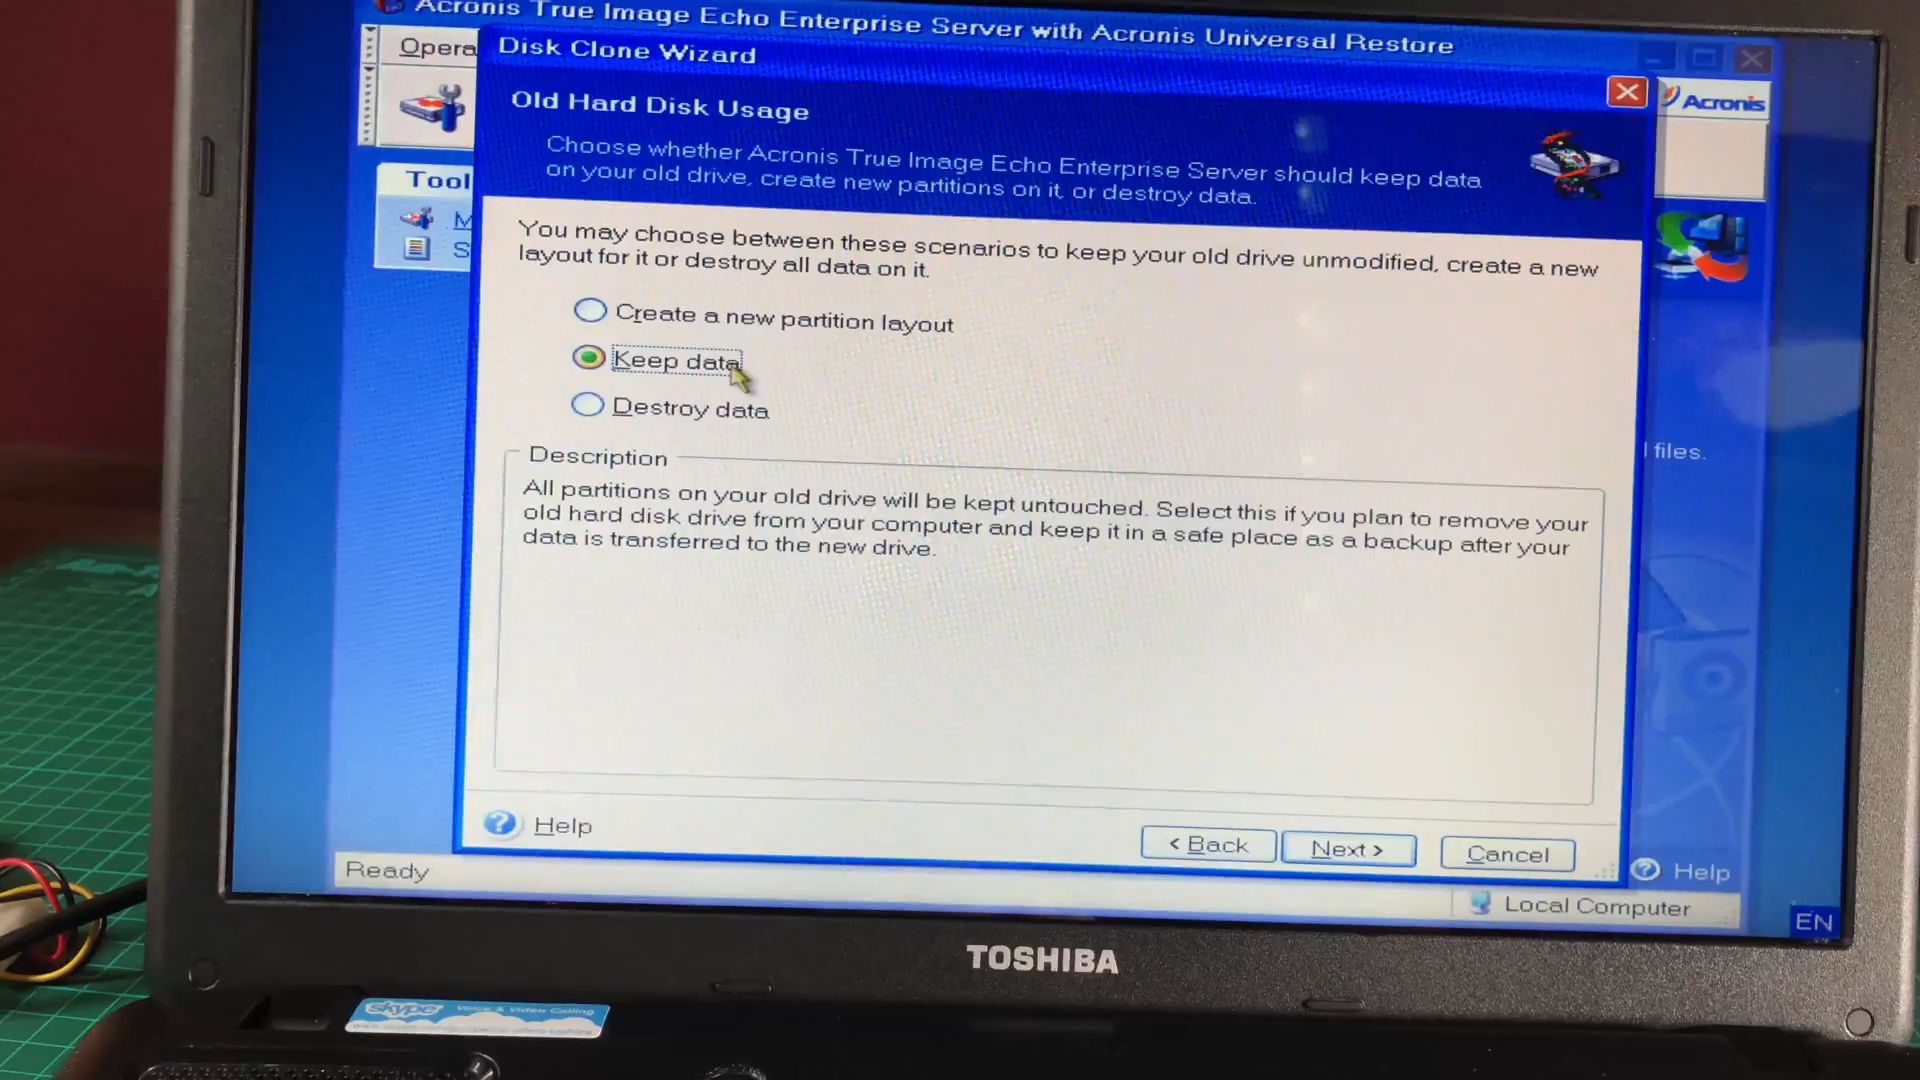 Acronis True Image Echo Enterprise Server with Acronis Universal Restore
Opera
Disk Clone Wizard
Acronis
Old Hard Disk Usage
Choose whether Acronis True Image Echo Enterprise Server should keep data
on your old drive, create new partitions on it, or destroy data.
Tool
M
S
You may choose between these scenarios to keep your old drive unmodified, create a new
layout for it or destroy all data on it.
Create a new partition layout
Keep data
Destroy data
files.
Description
All partitions on your old drive will be kept untouched. Select this if you plan to remove your
old hard disk drive from your computer and keep it in a safe place as a backup after your
data is transferred to the new drive.
Help
< Back
Next >
Cancel
Ready
Help
Local Computer
EN
TOSHIBA
skype
Voice & Video Calling